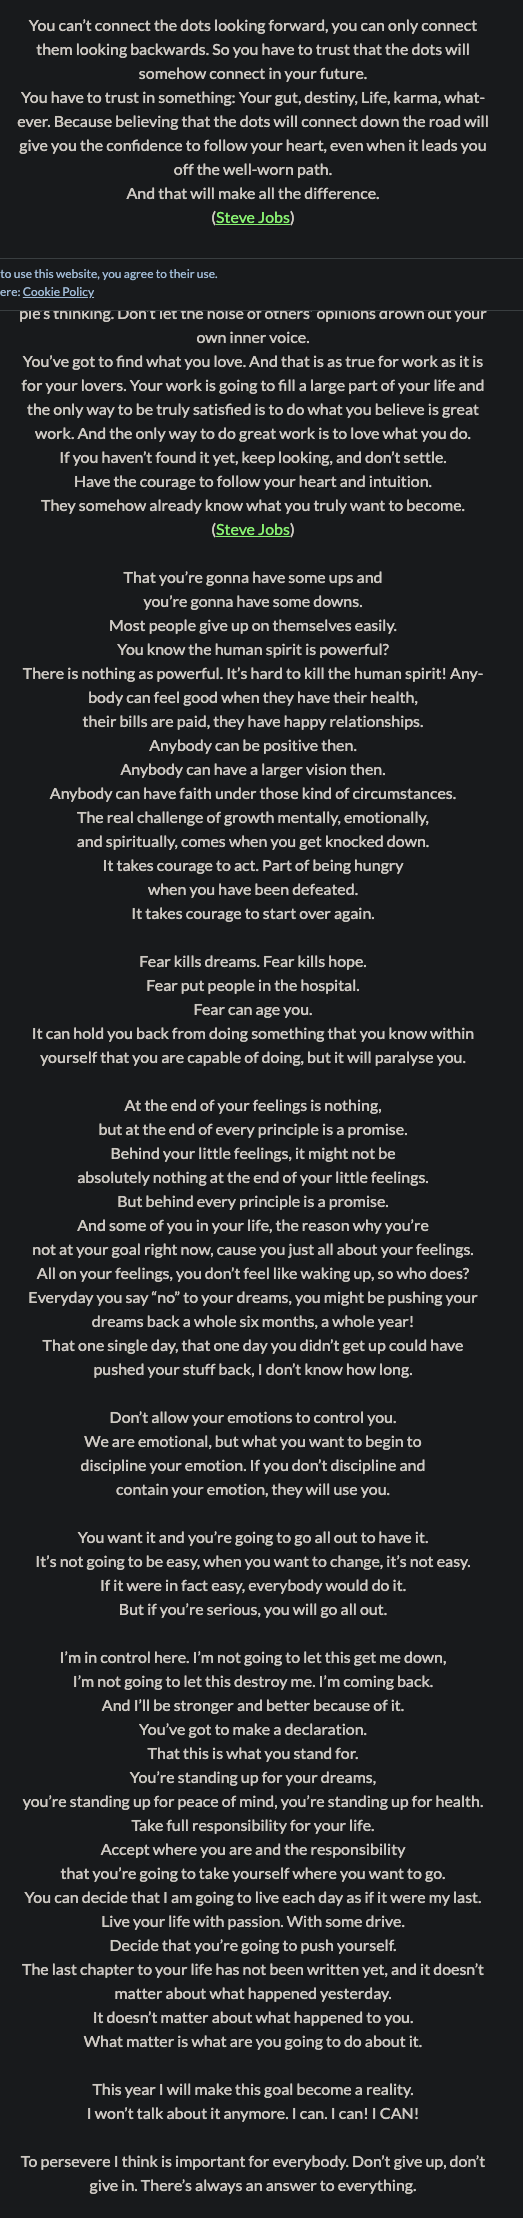 You can’t connect the dots looking forward, you can only connect
them looking backwards. So you have to trust that the dots will
somehow connect in your future.
You have to trust in something: Your gut, destiny, Life, karma, what-
ever. Because believing that the dots will connect down the road will
give you the confidence to follow your heart, even when it leads you
off the well-worn path.
And that will make all the difference.
(Steve Jobs)
to use this website, you agree to their use.
ere: Cookie Policy
ple’s thinking. Don’t let the noise of others’ opinions drown out your
own inner voice.
You’ve got to find what you love. And that is as true for work as it is
for your lovers. Your work is going to fill a large part of your life and
the only way to be truly satisfied is to do what you believe is great
work. And the only way to do great work is to love what you do.
If you haven’t found it yet, keep looking, and don’t settle.
Have the courage to follow your heart and intuition.
They somehow already know what you truly want to become.
(Steve Jobs)
That you’re gonna have some ups and
you’re gonna have some downs.
Most people give up on themselves easily.
You know the human spirit is powerful?
There is nothing as powerful. It’s hard to kill the human spirit! Any-
body can feel good when they have their health,
their bills are paid, they have happy relationships.
Anybody can be positive then.
Anybody can have a larger vision then.
Anybody can have faith under those kind of circumstances.
The real challenge of growth mentally, emotionally,
and spiritually, comes when you get knocked down.
It takes courage to act. Part of being hungry
when you have been defeated.
It takes courage to start over again.
Fear kills dreams. Fear kills hope.
Fear put people in the hospital.
Fear can age you.
It can hold you back from doing something that you know within
yourself that you are capable of doing, but it will paralyse you.
At the end of your feelings is nothing,
but at the end of every principle is a promise.
Behind your little feelings, it might not be
absolutely nothing at the end of your little feelings.
But behind every principle is a promise.
And some of you in your life, the reason why you’re
not at your goal right now, cause you just all about your feelings.
All on your feelings, you don’t feel like waking up, so who does?
Everyday you say “no” to your dreams, you might be pushing your
dreams back a whole six months, a whole year!
That one single day, that one day you didn’t get up could have
pushed your stuff back, I don’t know how long.
Don’t allow your emotions to control you.
We are emotional, but what you want to begin to
discipline your emotion. If you don’t discipline and
contain your emotion, they will use you.
You want it and you’re going to go all out to have it.
It’s not going to be easy, when you want to change, it’s not easy.
If it were in fact easy, everybody would do it.
But if you’re serious, you will go all out.
I’m in control here. I’m not going to let this get me down,
I’m not going to let this destroy me. I’m coming back.
And I’ll be stronger and better because of it.
You’ve got to make a declaration.
That this is what you stand for.
You’re standing up for your dreams,
you’re standing up for peace of mind, you’re standing up for health.
Take full responsibility for your life.
Accept where you are and the responsibility
that you’re going to take yourself where you want to go.
You can decide that I am going to live each day as if it were my last.
Live your life with passion. With some drive.
Decide that you’re going to push yourself.
The last chapter to your life has not been written yet, and it doesn’t
matter about what happened yesterday.
It doesn’t matter about what happened to you.
What matter is what are you going to do about it.
This year I will make this goal become a reality.
I won’t talk about it anymore. I can. I can! I CAN!
To persevere I think is important for everybody. Don’t give up, don’t
give in. There’s always an answer to everything.